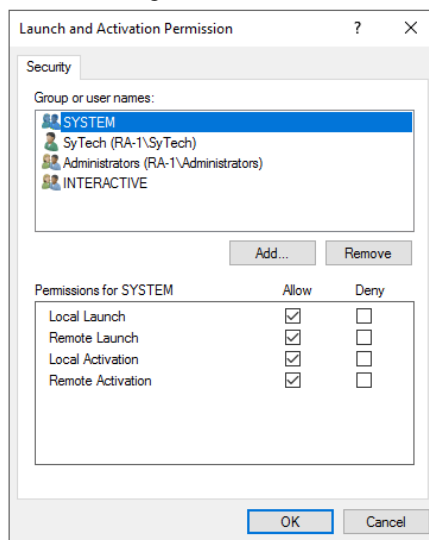 Launch and Activation Permission ? X
Security
Group or user names:
SYSTEM
SyTech (RA-1\SyTech)
Administrators (RA-1\Administrators)
INTERACTIVE
Add... Remove
Permissions for SYSTEM Allow Deny
Local Launch
Remote Launch
Local Activation
Remote Activation
OK Cancel